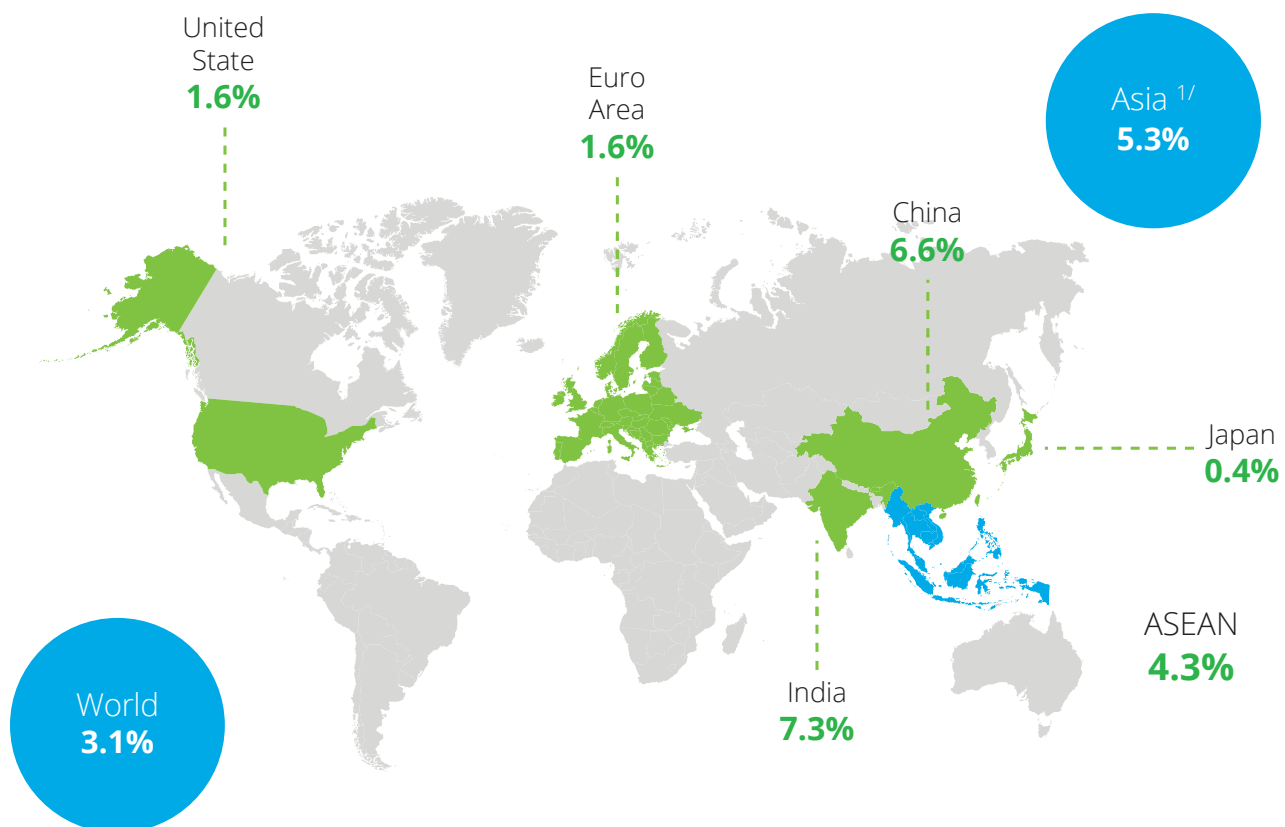 United
State
1.6%
Euro
Area
1.6%
Asia 1/
5.3%
China
6.6%
Japan
0.4%
ASEAN
4.3%
India
7.3%
World
3.1%